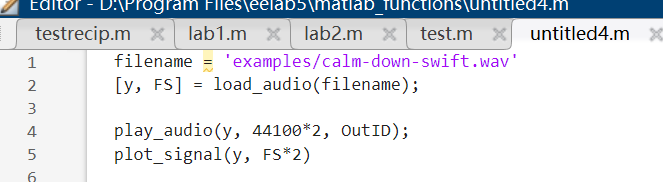 Editor - D:\Program Files\eelab5\matlab_functions\untitled4.m
testrecip.m lab1.m lab2.m test.m untitled4.m
1 filename = 'examples/calm-down-swift.wav'
2 [y, FS] = load_audio(filename);
3
4 play_audio(y, 44100*2, OutID);
5 plot_signal(y, FS*2)
6